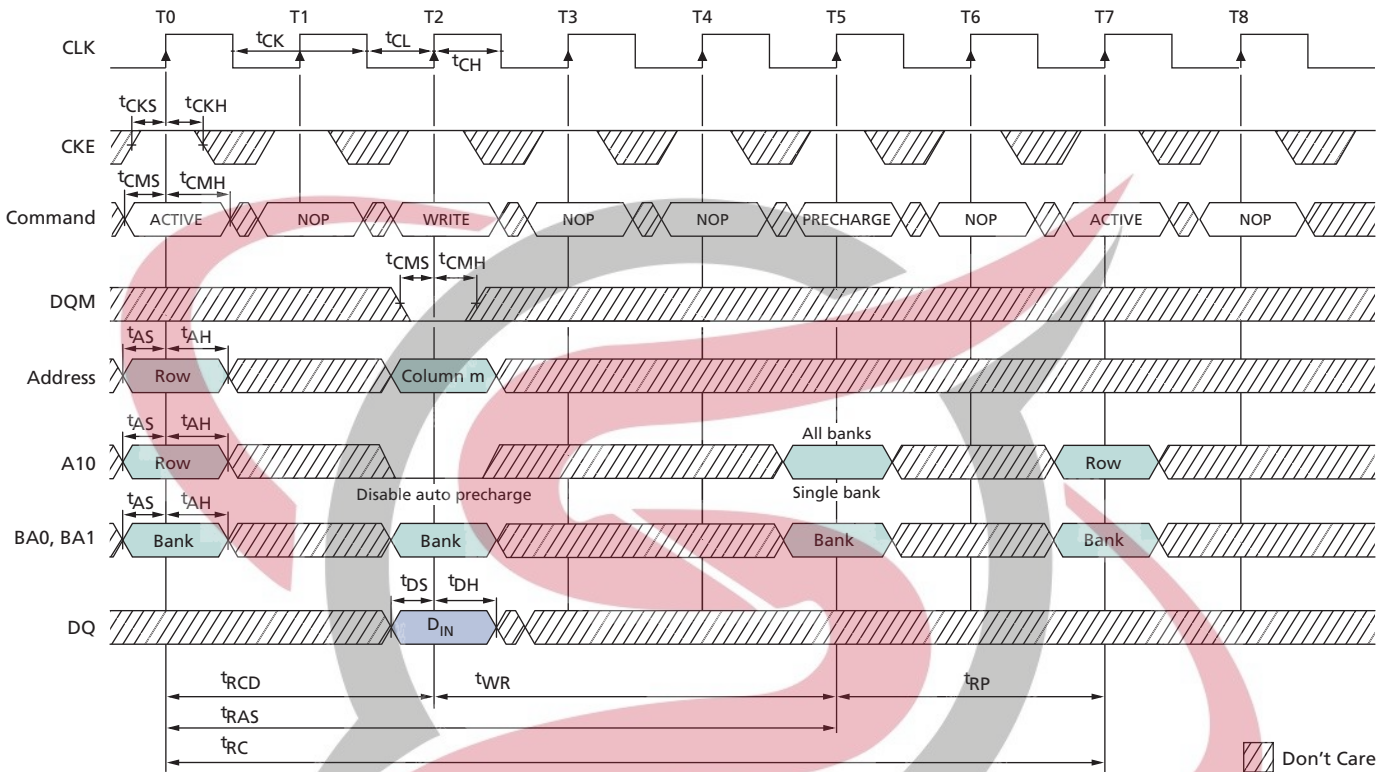 T0 T1 T2 T3 T4 T5 T6 T7 T8
CLK
tCK tCL
tCH
tCKS tCKH
CKE
tCMS tCMH
Command ACTIVE NOP WRITE NOP NOP PRECHARGE NOP ACTIVE NOP
tCMS tCMH
DQM
tAS tAH
Address Row Column m
tAS tAH All banks
A10 Row Row
Disable auto precharge Single bank
tAS tAH
BA0, BA1 Bank Bank Bank Bank
tDS tDH
DQ DIN
tRCD tWR tRP
tRAS
tRC
Don't Care